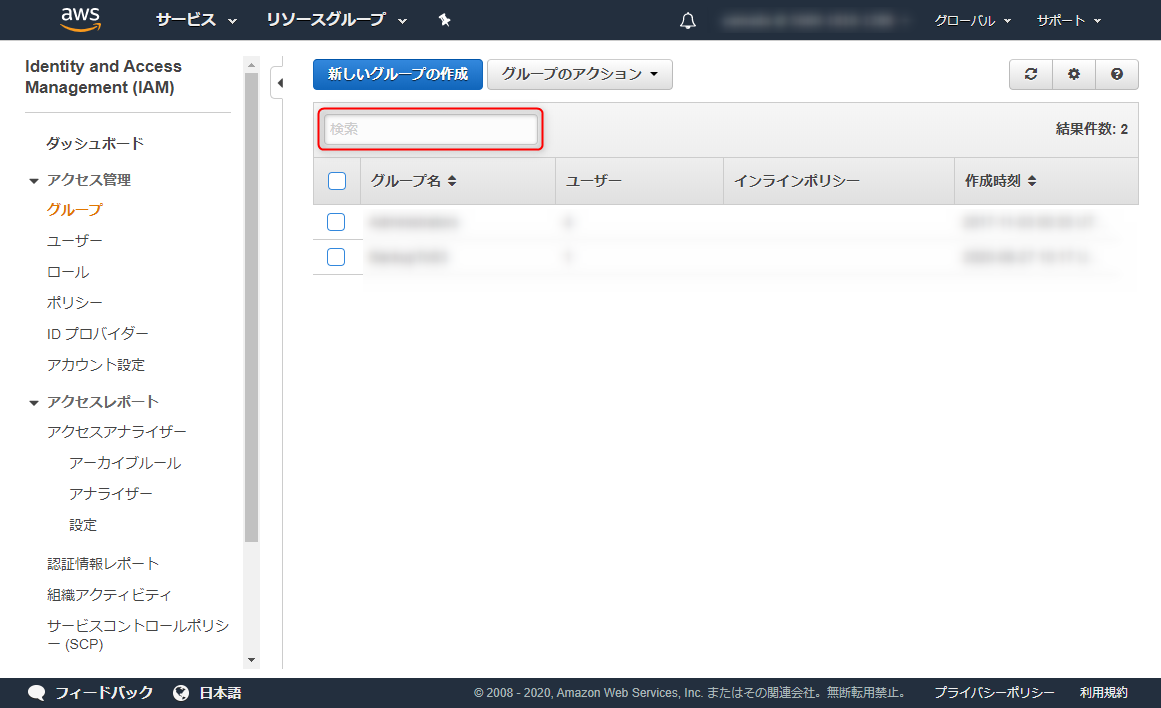 aws サービス リソースグループ グローバル サポート
Identity and Access
Management (IAM)
ダッシュボード
アクセス管理
グループ
ユーザー
ロール
ポリシー
ID プロバイダー
アカウント設定
アクセスレポート
アクセスアナライザー
アーカイブルール
アナライザー
設定
認証情報レポート
組織アクティビティ
サービスコントロールポリシ
ー (SCP)
新しいグループの作成 グループのアクション
検索 結果件数: 2
グループ名 ユーザー インラインポリシー 作成時刻
フィードバック 日本語 © 2008 - 2020, Amazon Web Services, Inc. またはその関連会社。無断転用禁止。 プライバシーポリシー 利用規約